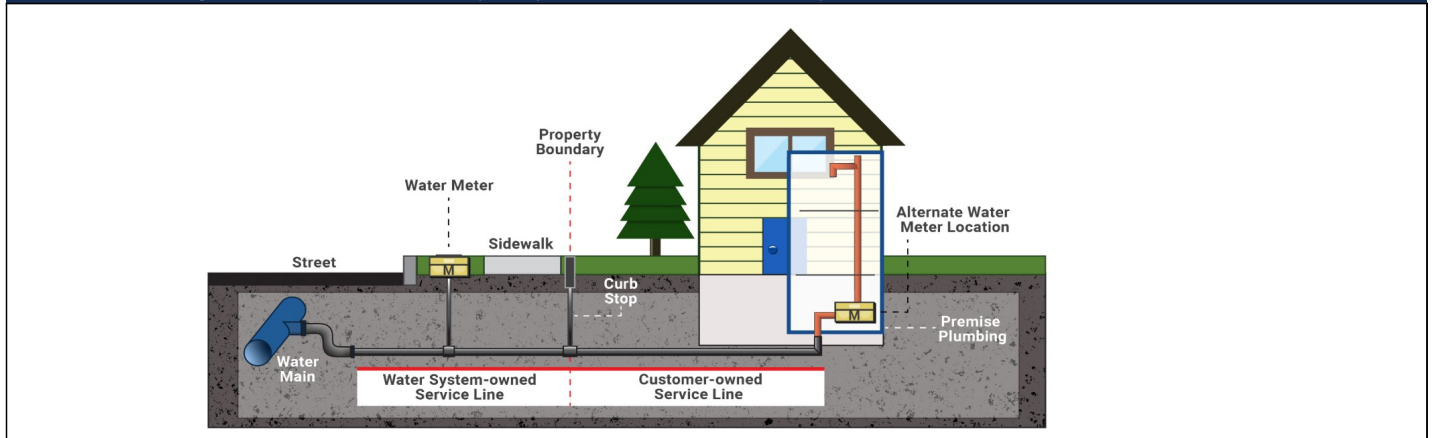 Property
Boundary
Water Meter
Sidewalk
Street
Alternate Water
Meter Location
Curb
Stop
M
M
Premise
Plumbing
Water
Main
Water System-owned
Service Line
Customer-owned
Service Line